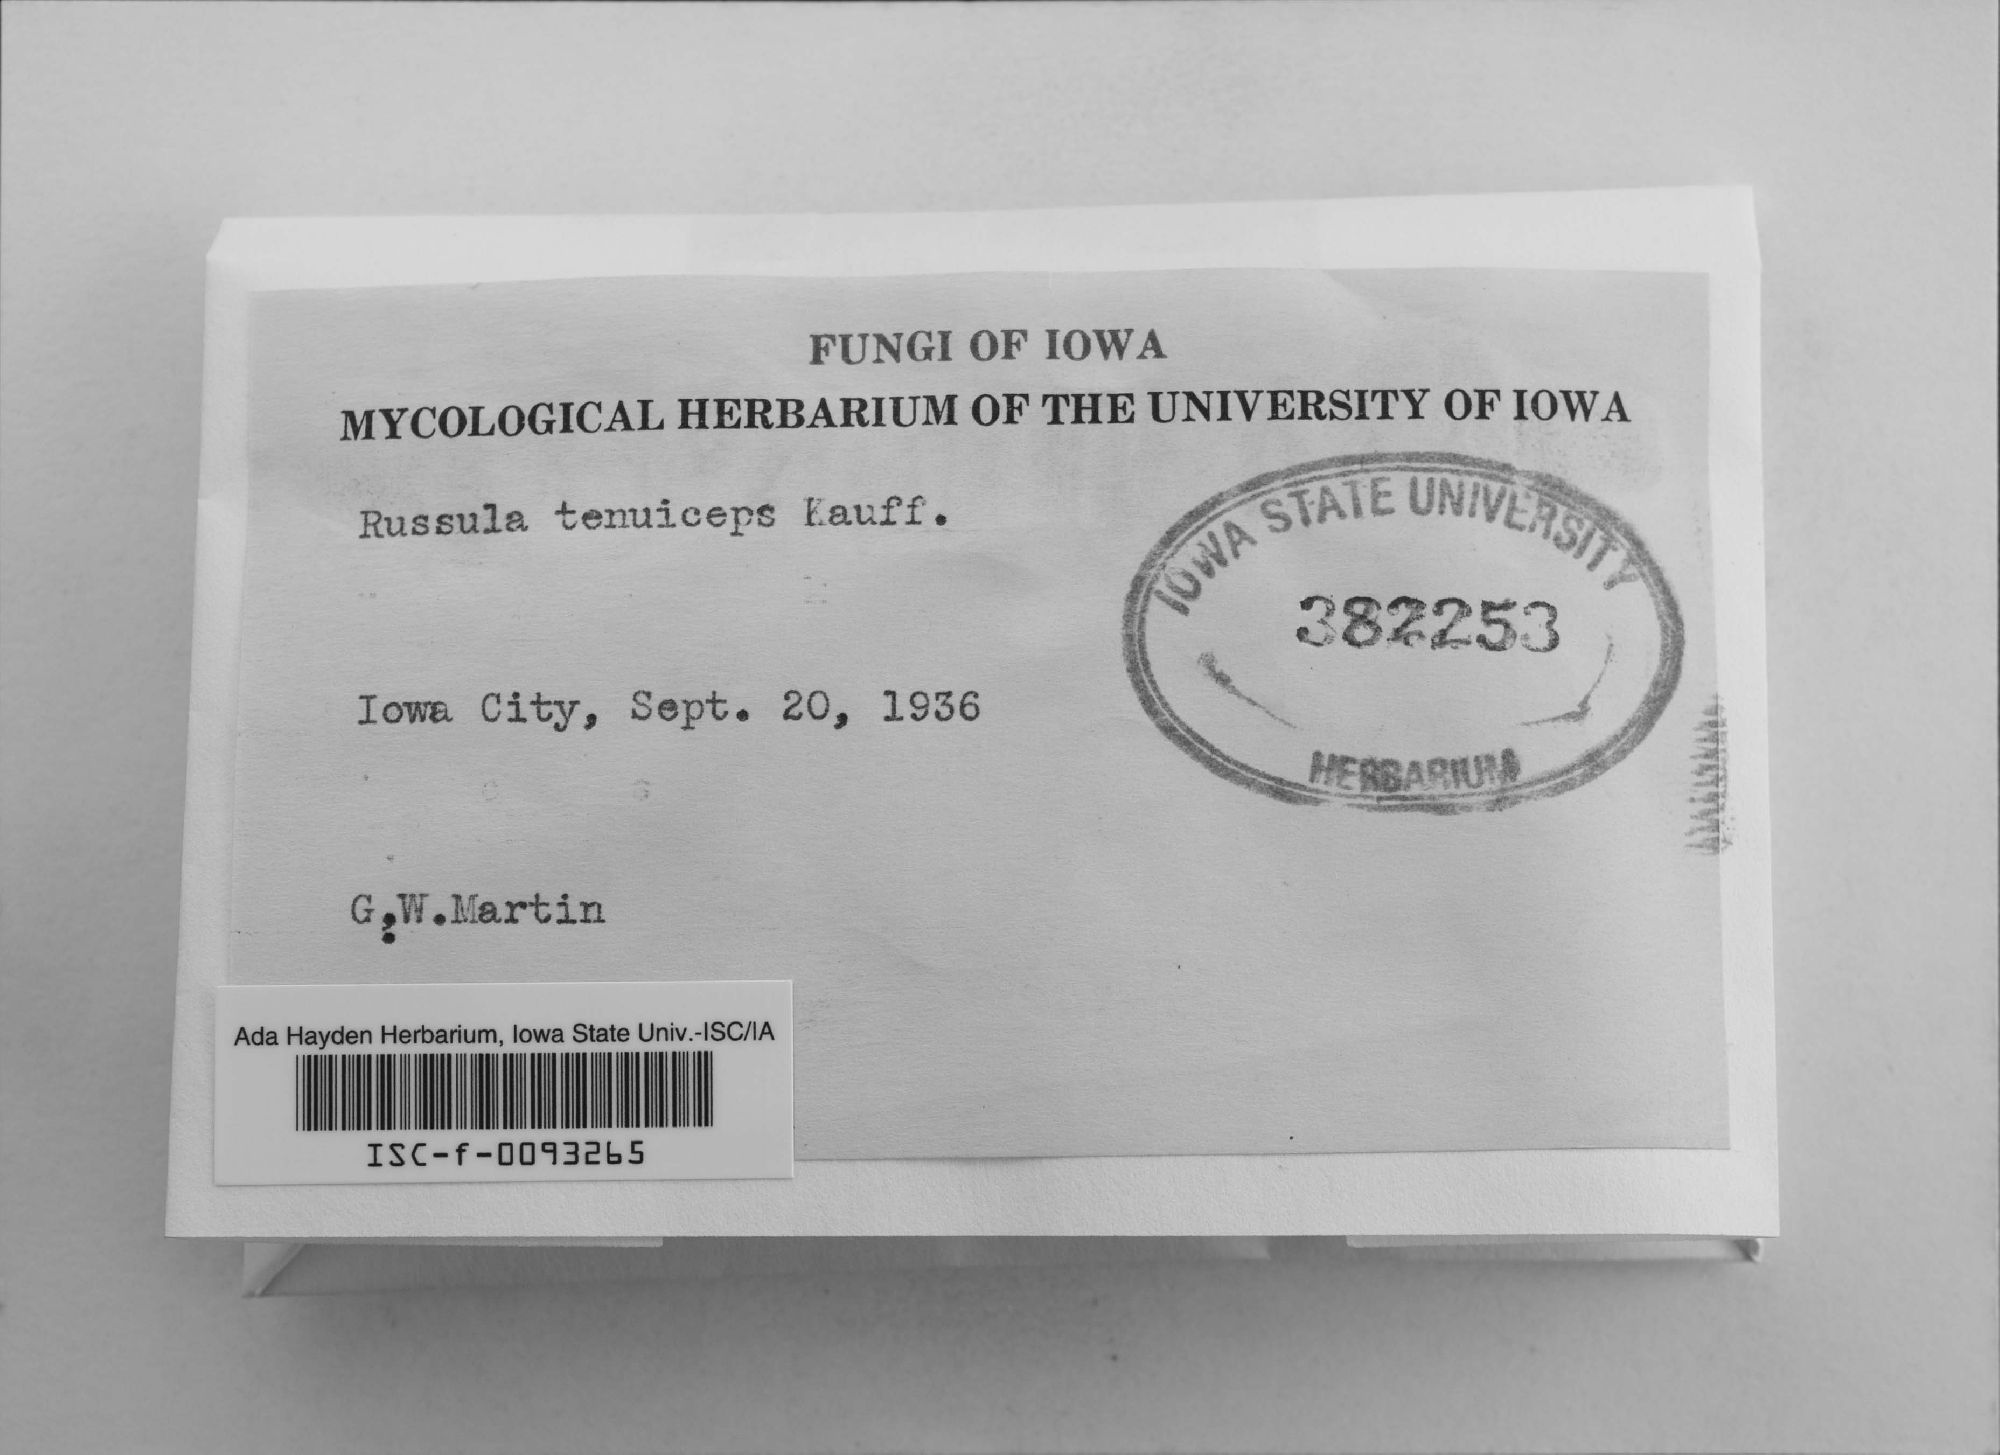 FUNGI OF IOWA
MYCOLOGICAL HERBARIUM OF THE UNIVERSITY OF IOWA
Russula tenuiceps Kauff.
IOWA STATE UNIVERSITY
382253
HERBARIUM
Iowa City, Sept. 20, 1936
G,W.Martin
Ada Hayden Herbarium, Iowa State Univ.-ISC/IA
ISC-f-0093265